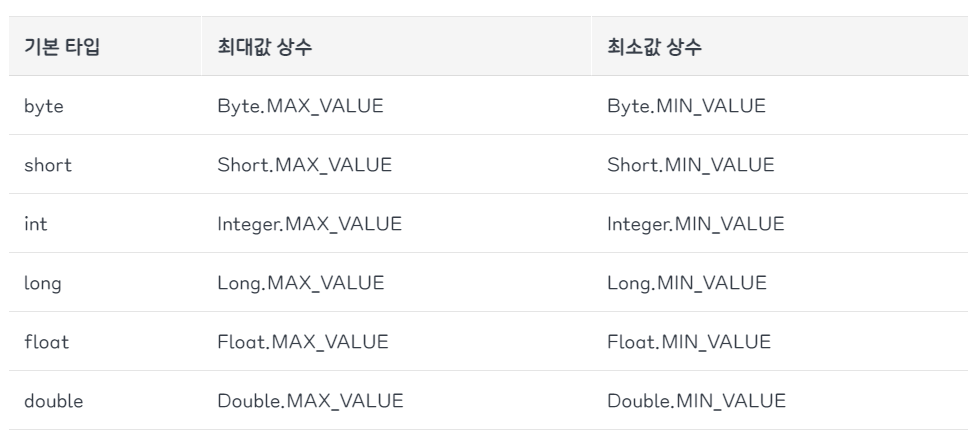 기본 타입 최대값 상수 최소값 상수
byte Byte.MAX_VALUE Byte.MIN_VALUE
short Short.MAX_VALUE Short.MIN_VALUE
int Integer.MAX_VALUE Integer.MIN_VALUE
long Long.MAX_VALUE Long.MIN_VALUE
float Float.MAX_VALUE Float.MIN_VALUE
double Double.MAX_VALUE Double.MIN_VALUE